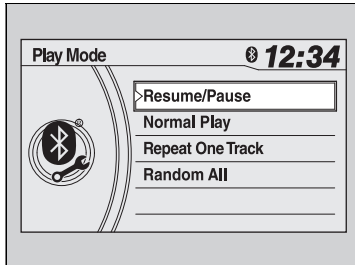 Play Mode
12:34
Resume/Pause
Normal Play
Repeat One Track
Random All